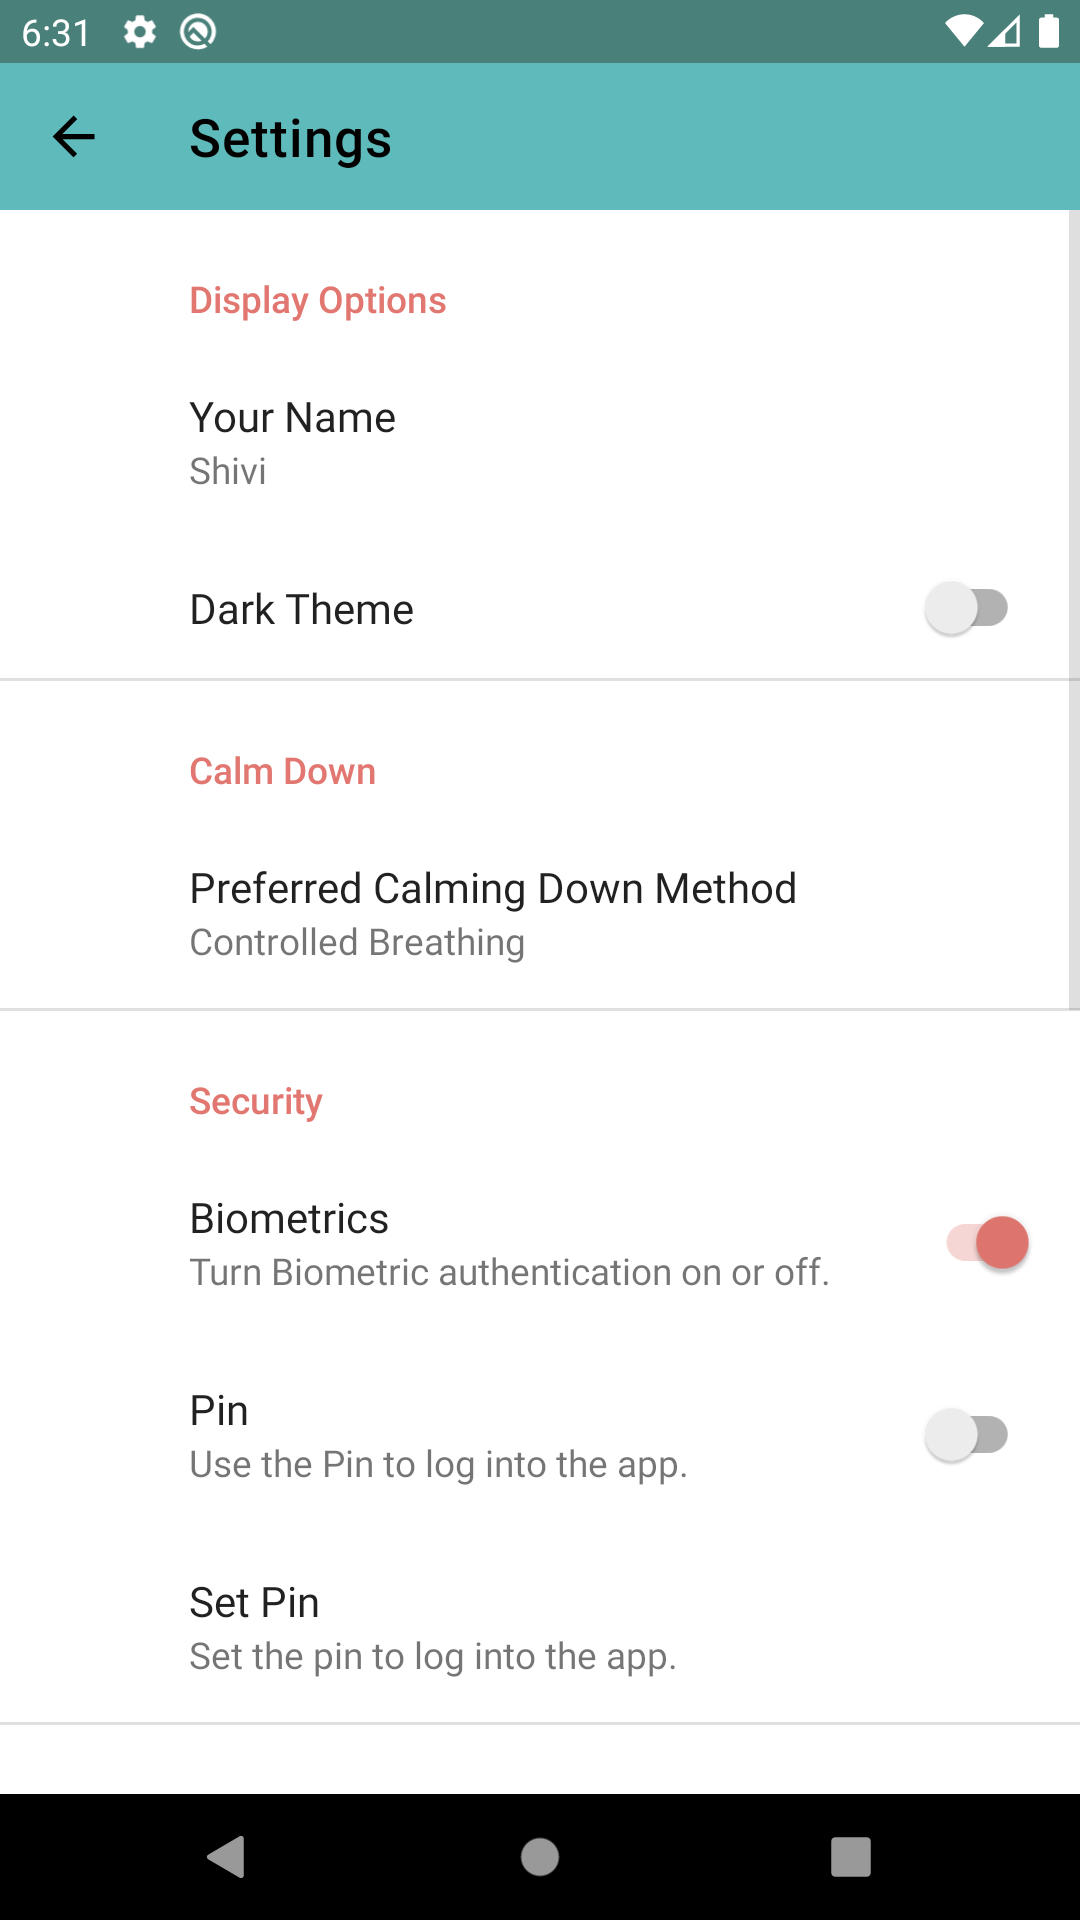 6:31
Settings
Display Options
Your Name
Shivi
Dark Theme
Calm Down
Preferred Calming Down Method
Controlled Breathing
Security
Biometrics
Turn Biometric authentication on or off.
Pin
Use the Pin to log into the app.
Set Pin
Set the pin to log into the app.